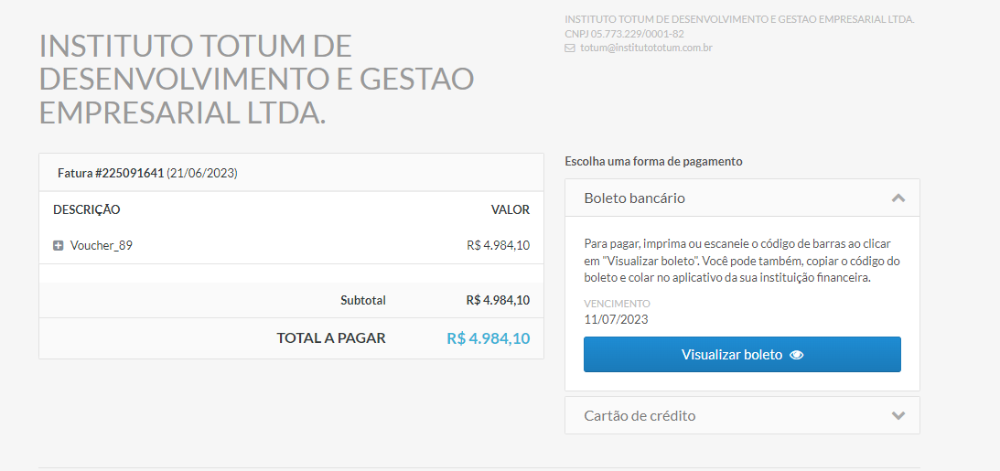 INSTITUTO TOTUM DE
DESENVOLVIMENTO E GESTAO
EMPRESARIAL LTDA.
INSTITUTO TOTUM DE DESENVOLVIMENTO E GESTAO EMPRESARIAL LTDA.
CNPJ 05.773.229/0001-82
totum@institutototum.com.br
Fatura #225091641 (21/06/2023)
DESCRIÇÃO VALOR
Voucher_89 R$ 4.984,10
Subtotal R$ 4.984,10
TOTAL A PAGAR R$ 4.984,10
Escolha uma forma de pagamento
Boleto bancário
Para pagar, imprima ou escaneie o código de barras ao clicar
em "Visualizar boleto". Você pode também, copiar o código do
boleto e colar no aplicativo da sua instituição financeira.
VENCIMENTO
11/07/2023
Visualizar boleto
Cartão de crédito